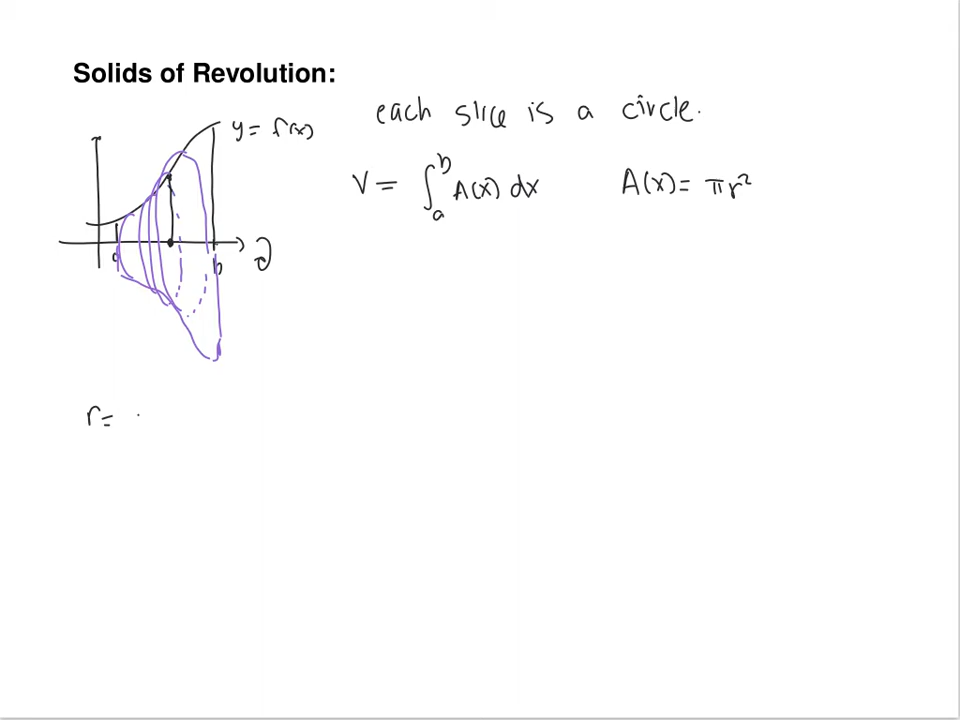 Solids of Revolution:
each slice is a circle.
y = f(x)
V = ∫_a^b A(x) dx   A(x) = πr²
a
b
r =